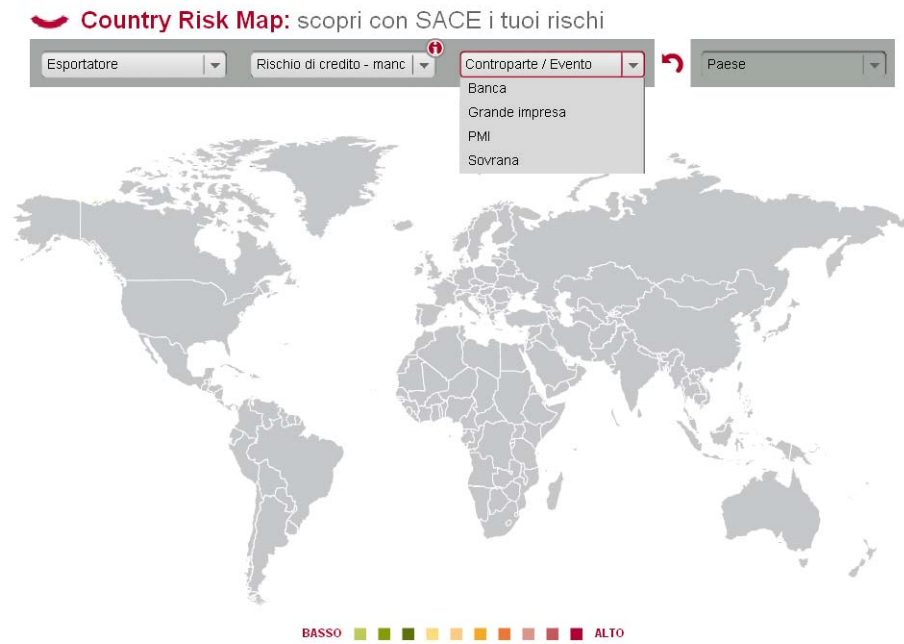 Country Risk Map: scopri con SACE i tuoi rischi
Esportatore
Rischio di credito - manc
i
Controparte / Evento
Paese
Banca
Grande impresa
PMI
Sovrana
BASSO
ALTO